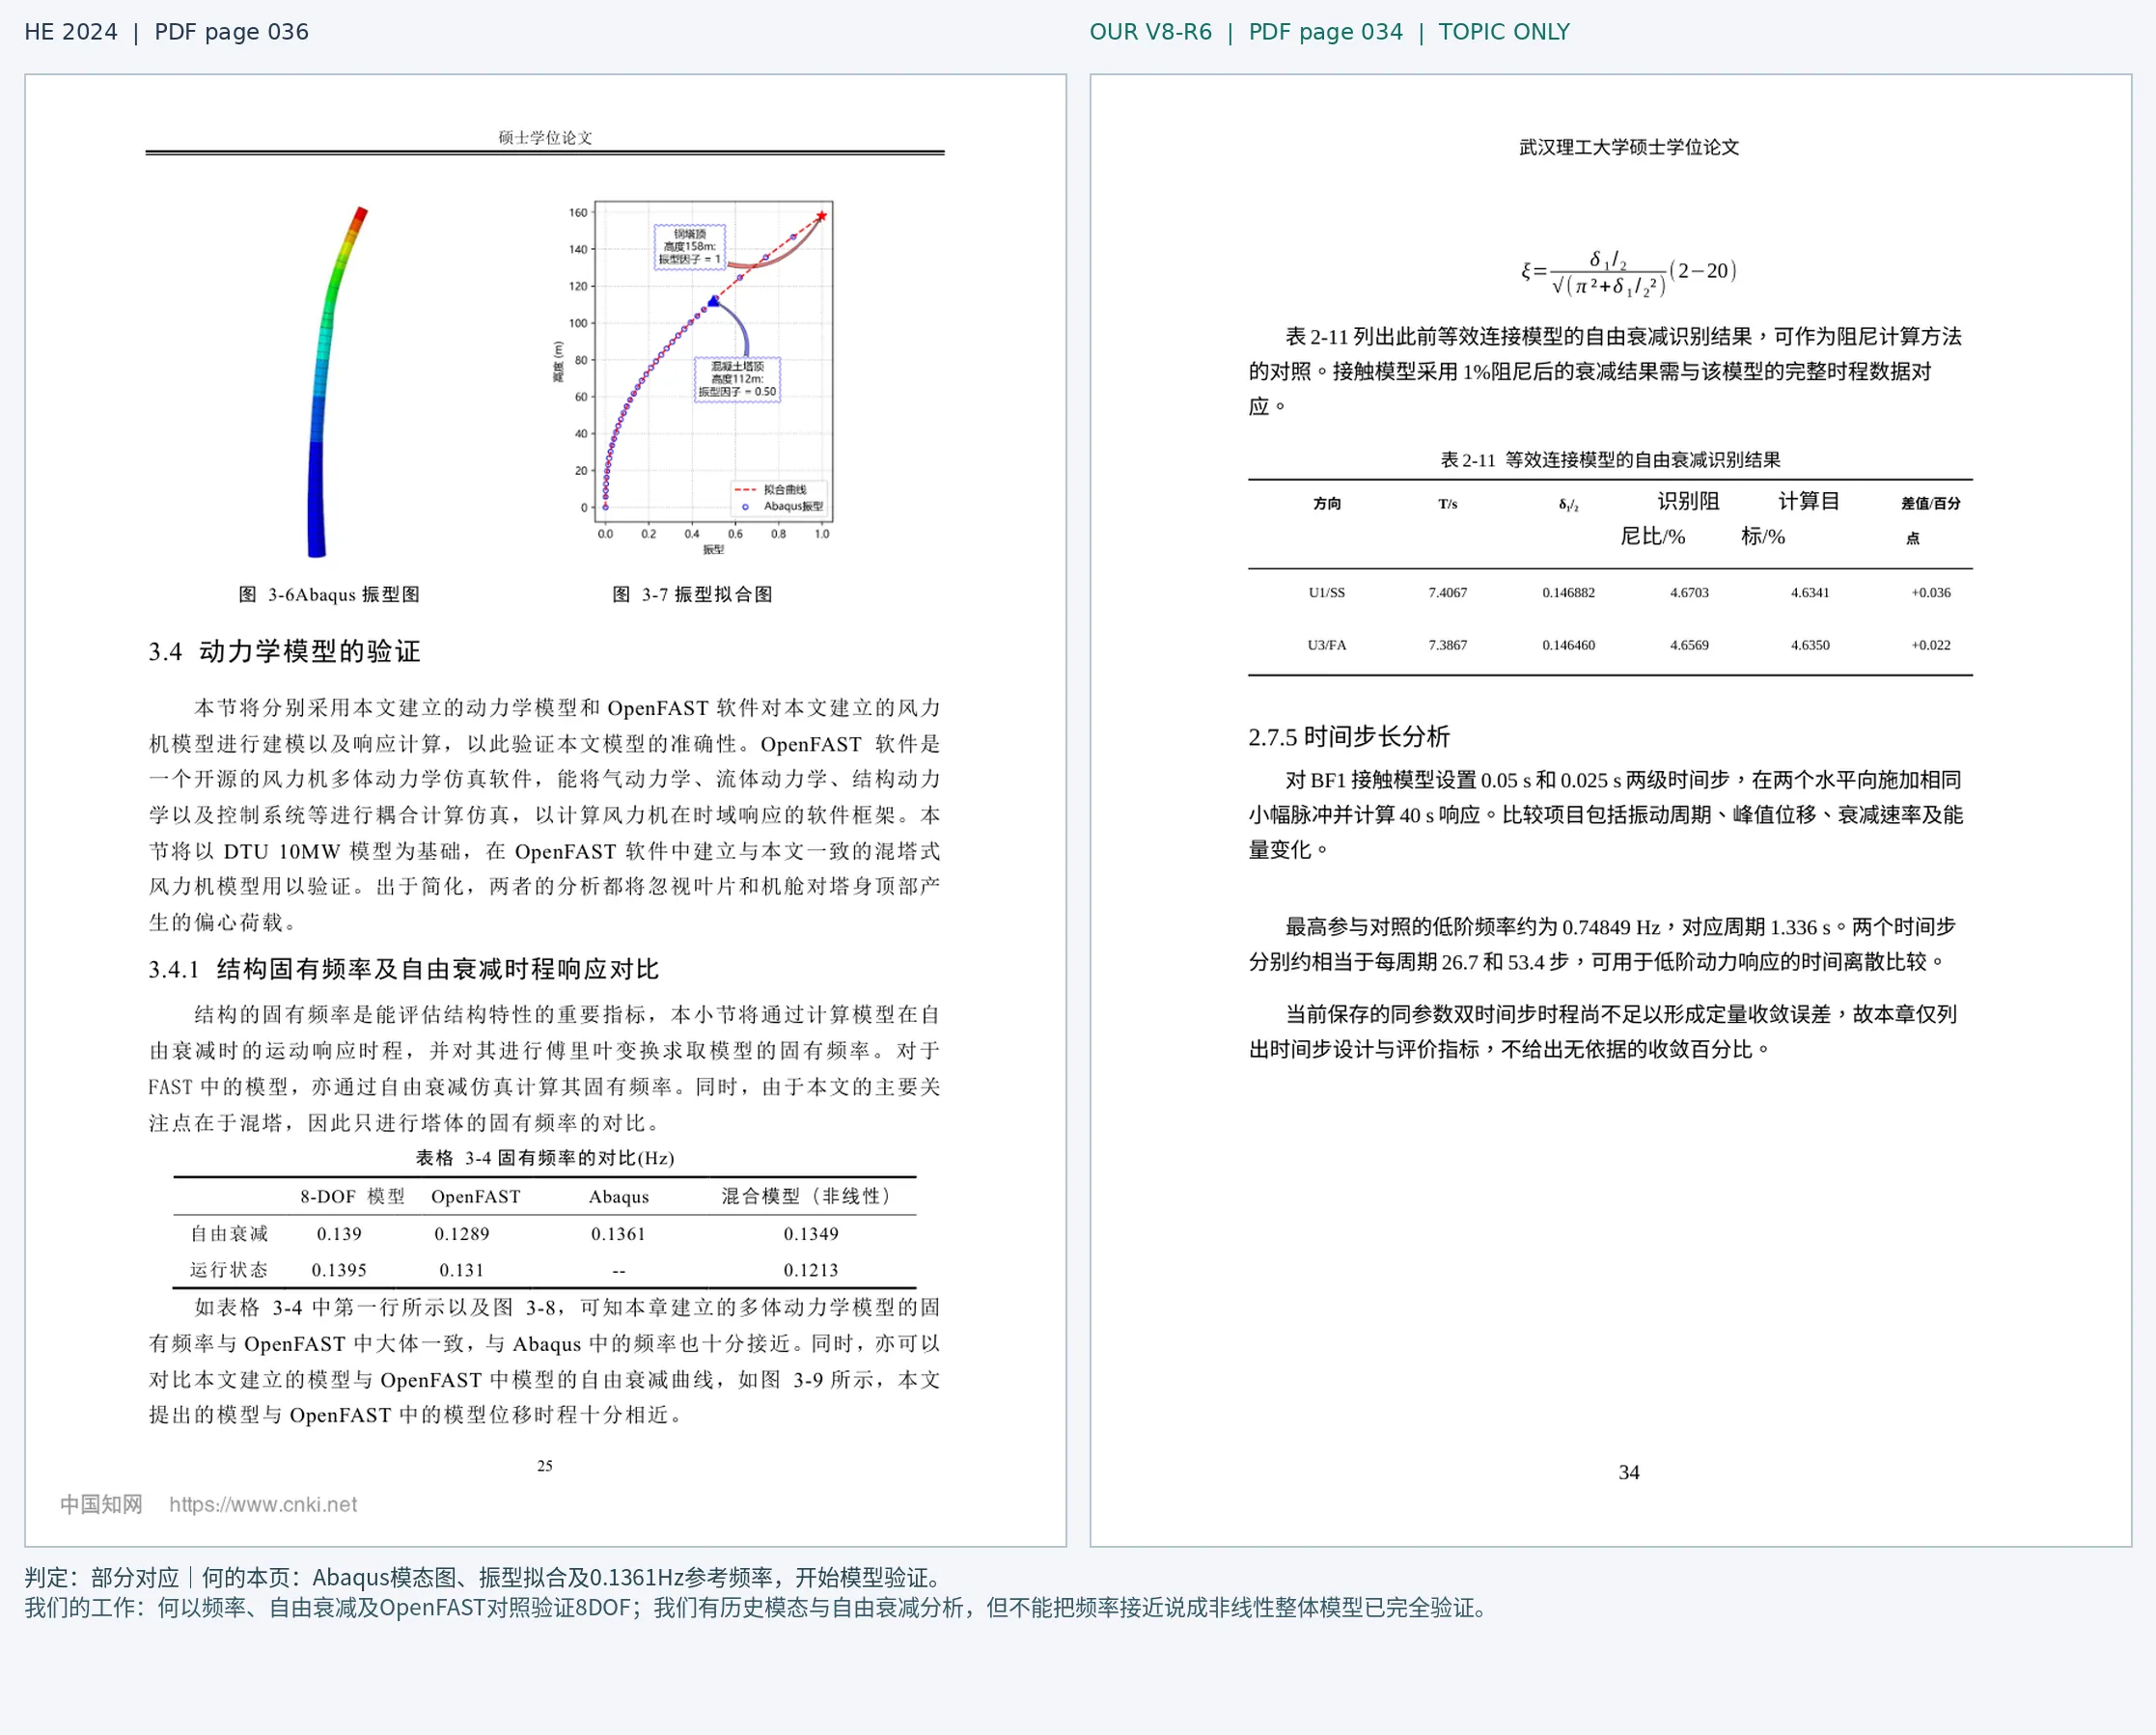 HE 2024 | PDF page 036
OUR V8-R6 | PDF page 034 | TOPIC ONLY
硕士学位论文
160
140
120
100
80
60
40
20
0
高度 (m)
钢塔顶
高度158m:
振型因子 = 1
混凝土塔顶
高度112m:
振型因子 = 0.50
拟合曲线
Abaqus振型
0.0 0.2 0.4 0.6 0.8 1.0
振型
图 3-6Abaqus 振型图
图 3-7 振型拟合图
3.4 动力学模型的验证
本节将分别采用本文建立的动力学模型和 OpenFAST 软件对本文建立的风力
机模型进行建模以及响应计算，以此验证本文模型的准确性。OpenFAST 软件是
一个开源的风力机多体动力学仿真软件，能将气动力学、流体动力学、结构动力
学以及控制系统等进行耦合计算仿真，以计算风力机在时域响应的软件框架。本
节将以 DTU 10MW 模型为基础，在 OpenFAST 软件中建立与本文一致的混塔式
风力机模型用以验证。出于简化，两者的分析都将忽视叶片和机舱对塔身顶部产
生的偏心荷载。
3.4.1 结构固有频率及自由衰减时程响应对比
结构的固有频率是能评估结构特性的重要指标，本小节将通过计算模型在自
由衰减时的运动响应时程，并对其进行傅里叶变换求取模型的固有频率。对于
FAST 中的模型，亦通过自由衰减仿真计算其固有频率。同时，由于本文的主要关
注点在于混塔，因此只进行塔体的固有频率的对比。
表格 3-4 固有频率的对比(Hz)
8-DOF 模型 OpenFAST Abaqus 混合模型（非线性）
自由衰减 0.139 0.1289 0.1361 0.1349
运行状态 0.1395 0.131 -- 0.1213
如表格 3-4 中第一行所示以及图 3-8，可知本章建立的多体动力学模型的固
有频率与 OpenFAST 中大体一致，与 Abaqus 中的频率也十分接近。同时，亦可以
对比本文建立的模型与 OpenFAST 中模型的自由衰减曲线，如图 3-9 所示，本文
提出的模型与 OpenFAST 中的模型位移时程十分相近。
25
中国知网 https://www.cnki.net
武汉理工大学硕士学位论文
ξ=δ₁/₂/√(π²+δ₁/₂²)(2−20)
表 2-11 列出此前等效连接模型的自由衰减识别结果，可作为阻尼计算方法
的对照。接触模型采用 1%阻尼后的衰减结果需与该模型的完整时程数据对
应。
表 2-11 等效连接模型的自由衰减识别结果
方向 T/s δ₁/₂ 识别阻 计算目 差值/百分
尼比/% 标/% 点
U1/SS 7.4067 0.146882 4.6703 4.6341 +0.036
U3/FA 7.3867 0.146460 4.6569 4.6350 +0.022
2.7.5 时间步长分析
对 BF1 接触模型设置 0.05 s 和 0.025 s 两级时间步，在两个水平向施加相同
小幅脉冲并计算 40 s 响应。比较项目包括振动周期、峰值位移、衰减速率及能
量变化。
最高参与对照的低阶频率约为 0.74849 Hz，对应周期 1.336 s。两个时间步
分别约相当于每周期 26.7 和 53.4 步，可用于低阶动力响应的时间离散比较。
当前保存的同参数双时间步时程尚不足以形成定量收敛误差，故本章仅列
出时间步设计与评价指标，不给出无依据的收敛百分比。
34
判定：部分对应｜何的本页：Abaqus模态图、振型拟合及0.1361Hz参考频率，开始模型验证。
我们的工作：何以频率、自由衰减及OpenFAST对照验证8DOF；我们有历史模态与自由衰减分析，但不能把频率接近说成非线性整体模型已完全验证。